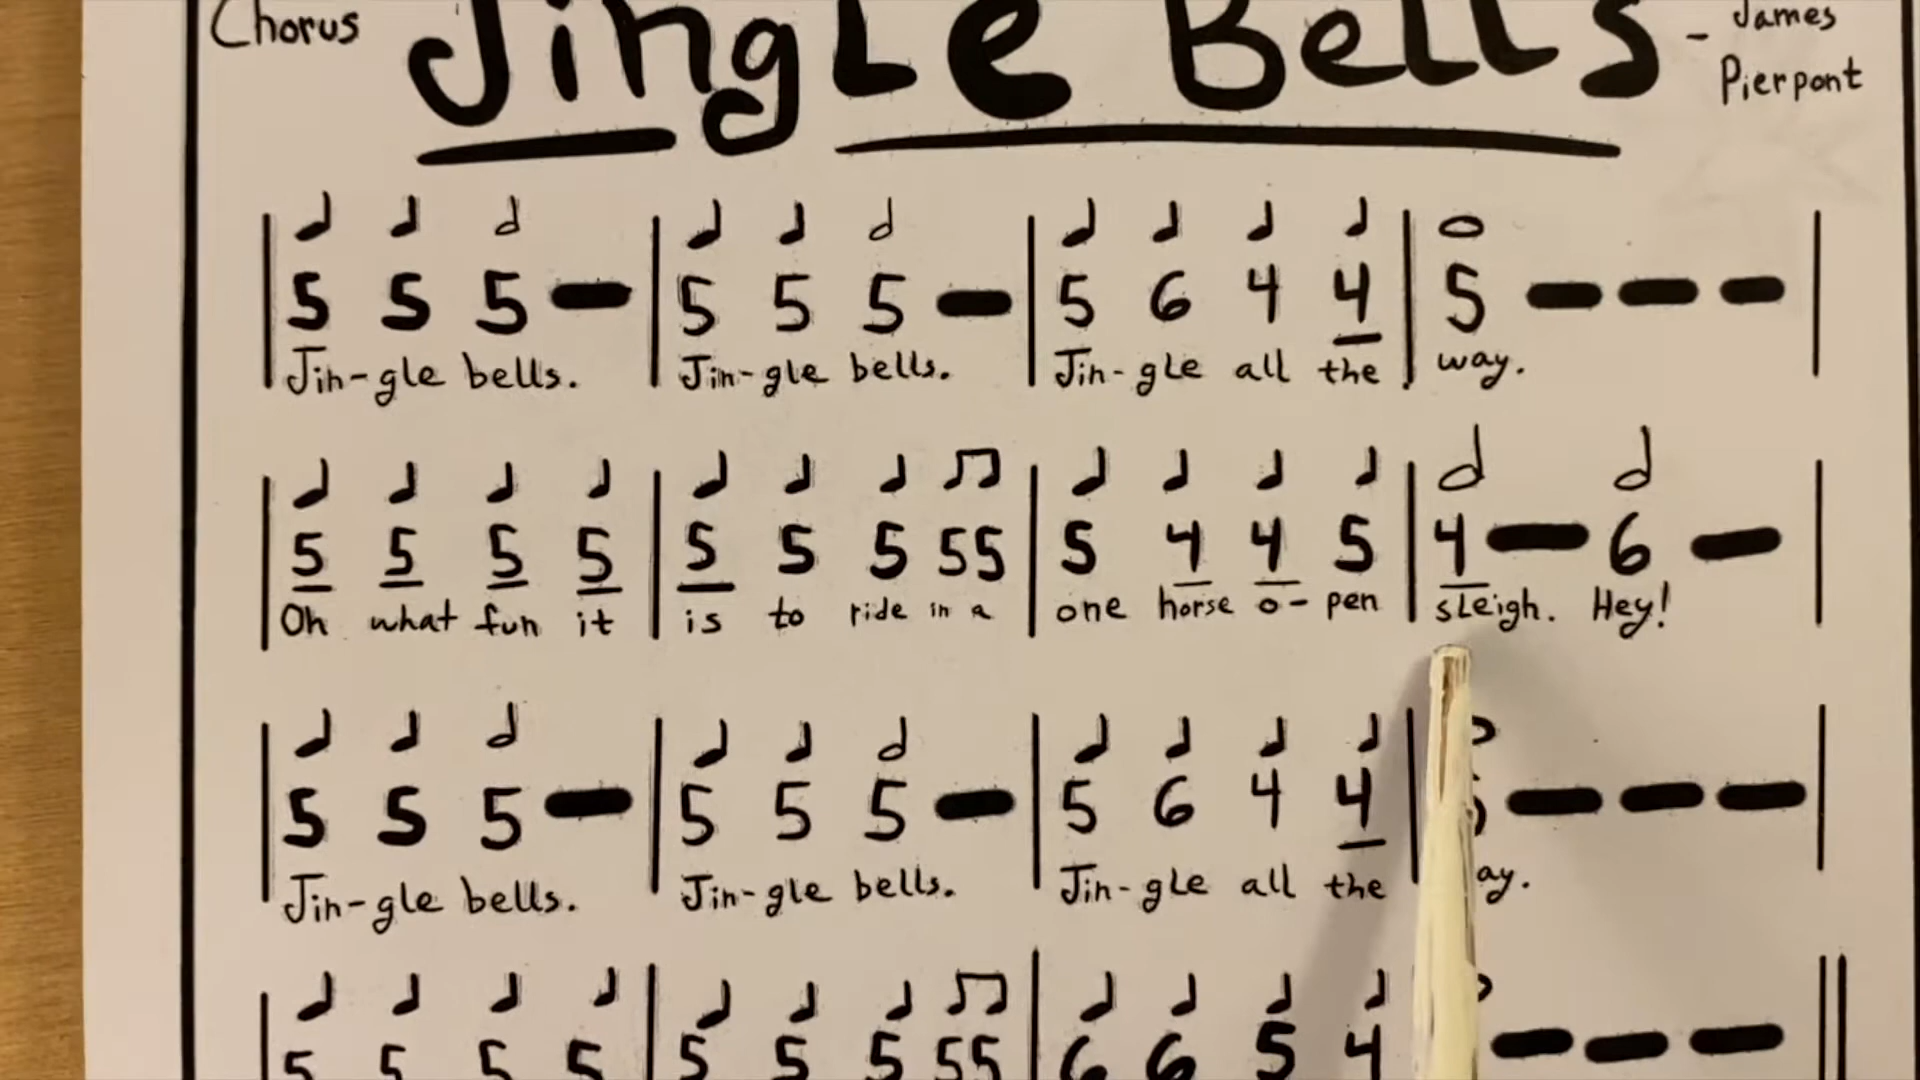 Chorus
JingLe BeLLs
- James
Pierpont
| 5 5 5 – | 5 5 5 – | 5 6 4 4 | 5 – – – |
Jin-gle bells. Jin-gle bells. Jin-gle all the way.
| 5 5 5 5 | 5 5 5 55 | 5 4 4 5 | 4 – 6 – |
Oh what fun it is to ride in a one horse o-pen sleigh. Hey!
| 5 5 5 – | 5 5 5 – | 5 6 4 4 | – – – |
Jin-gle bells. Jin-gle bells. Jin-gle all the ay.
| 5 5 5 5 | 5 5 5 55 | 6 6 5 4 – – – ||